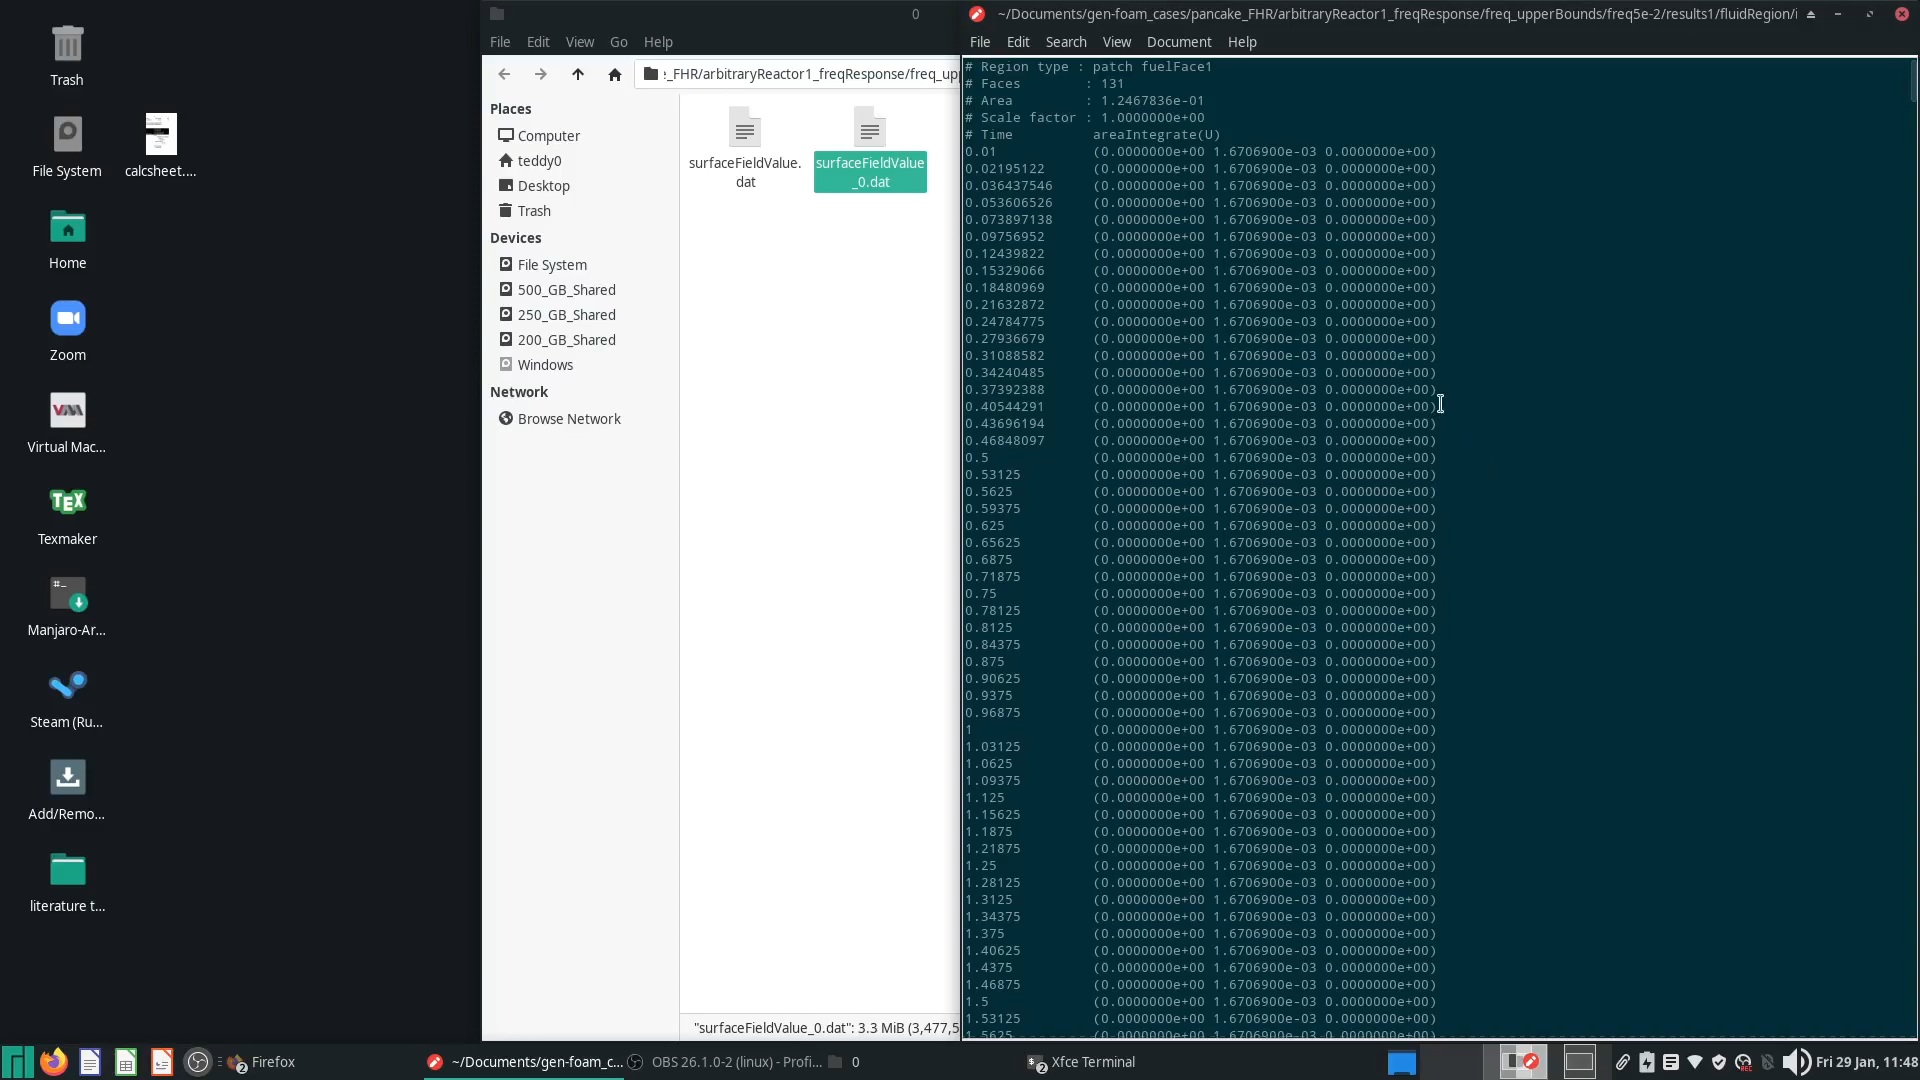 Trash
File System
calcsheet....
Home
Zoom
Virtual Mac...
TEX
Texmaker
Manjaro-Ar...
Steam (Ru...
Add/Remo...
literature t...
0
File Edit View Go Help
e_FHR/arbitraryReactor1_freqResponse/freq_up
Places
Computer
teddy0
Desktop
Trash
Devices
File System
500_GB_Shared
250_GB_Shared
200_GB_Shared
Windows
Network
Browse Network
surfaceFieldValue.
dat
surfaceFieldValue
_0.dat
"surfaceFieldValue_0.dat": 3.3 MiB (3,477,5
~/Documents/gen-foam_cases/pancake_FHR/arbitraryReactor1_freqResponse/freq_upperBounds/freq5e-2/results1/fluidRegion/i
File Edit Search View Document Help
# Region type : patch fuelFace1
# Faces : 131
# Area : 1.2467836e-01
# Scale factor : 1.0000000e+00
# Time areaIntegrate(U)
0.01 (0.0000000e+00 1.6706900e-03 0.0000000e+00)
0.02195122 (0.0000000e+00 1.6706900e-03 0.0000000e+00)
0.036437546 (0.0000000e+00 1.6706900e-03 0.0000000e+00)
0.053606526 (0.0000000e+00 1.6706900e-03 0.0000000e+00)
0.073897138 (0.0000000e+00 1.6706900e-03 0.0000000e+00)
0.09756952 (0.0000000e+00 1.6706900e-03 0.0000000e+00)
0.12439822 (0.0000000e+00 1.6706900e-03 0.0000000e+00)
0.15329066 (0.0000000e+00 1.6706900e-03 0.0000000e+00)
0.18480969 (0.0000000e+00 1.6706900e-03 0.0000000e+00)
0.21632872 (0.0000000e+00 1.6706900e-03 0.0000000e+00)
0.24784775 (0.0000000e+00 1.6706900e-03 0.0000000e+00)
0.27936679 (0.0000000e+00 1.6706900e-03 0.0000000e+00)
0.31088582 (0.0000000e+00 1.6706900e-03 0.0000000e+00)
0.34240485 (0.0000000e+00 1.6706900e-03 0.0000000e+00)
0.37392388 (0.0000000e+00 1.6706900e-03 0.0000000e+00)
0.40544291 (0.0000000e+00 1.6706900e-03 0.0000000e+00)
0.43696194 (0.0000000e+00 1.6706900e-03 0.0000000e+00)
0.46848097 (0.0000000e+00 1.6706900e-03 0.0000000e+00)
0.5 (0.0000000e+00 1.6706900e-03 0.0000000e+00)
0.53125 (0.0000000e+00 1.6706900e-03 0.0000000e+00)
0.5625 (0.0000000e+00 1.6706900e-03 0.0000000e+00)
0.59375 (0.0000000e+00 1.6706900e-03 0.0000000e+00)
0.625 (0.0000000e+00 1.6706900e-03 0.0000000e+00)
0.65625 (0.0000000e+00 1.6706900e-03 0.0000000e+00)
0.6875 (0.0000000e+00 1.6706900e-03 0.0000000e+00)
0.71875 (0.0000000e+00 1.6706900e-03 0.0000000e+00)
0.75 (0.0000000e+00 1.6706900e-03 0.0000000e+00)
0.78125 (0.0000000e+00 1.6706900e-03 0.0000000e+00)
0.8125 (0.0000000e+00 1.6706900e-03 0.0000000e+00)
0.84375 (0.0000000e+00 1.6706900e-03 0.0000000e+00)
0.875 (0.0000000e+00 1.6706900e-03 0.0000000e+00)
0.90625 (0.0000000e+00 1.6706900e-03 0.0000000e+00)
0.9375 (0.0000000e+00 1.6706900e-03 0.0000000e+00)
0.96875 (0.0000000e+00 1.6706900e-03 0.0000000e+00)
1 (0.0000000e+00 1.6706900e-03 0.0000000e+00)
1.03125 (0.0000000e+00 1.6706900e-03 0.0000000e+00)
1.0625 (0.0000000e+00 1.6706900e-03 0.0000000e+00)
1.09375 (0.0000000e+00 1.6706900e-03 0.0000000e+00)
1.125 (0.0000000e+00 1.6706900e-03 0.0000000e+00)
1.15625 (0.0000000e+00 1.6706900e-03 0.0000000e+00)
1.1875 (0.0000000e+00 1.6706900e-03 0.0000000e+00)
1.21875 (0.0000000e+00 1.6706900e-03 0.0000000e+00)
1.25 (0.0000000e+00 1.6706900e-03 0.0000000e+00)
1.28125 (0.0000000e+00 1.6706900e-03 0.0000000e+00)
1.3125 (0.0000000e+00 1.6706900e-03 0.0000000e+00)
1.34375 (0.0000000e+00 1.6706900e-03 0.0000000e+00)
1.375 (0.0000000e+00 1.6706900e-03 0.0000000e+00)
1.40625 (0.0000000e+00 1.6706900e-03 0.0000000e+00)
1.4375 (0.0000000e+00 1.6706900e-03 0.0000000e+00)
1.46875 (0.0000000e+00 1.6706900e-03 0.0000000e+00)
1.5 (0.0000000e+00 1.6706900e-03 0.0000000e+00)
1.53125 (0.0000000e+00 1.6706900e-03 0.0000000e+00)
1.5625 (0.0000000e+00 1.6706900e-03 0.0000000e+00)
2 Firefox ~/Documents/gen-foam_c... OBS 26.1.0-2 (linux) - Profi... 0 2 Xfce Terminal REC Fri 29 Jan, 11:48